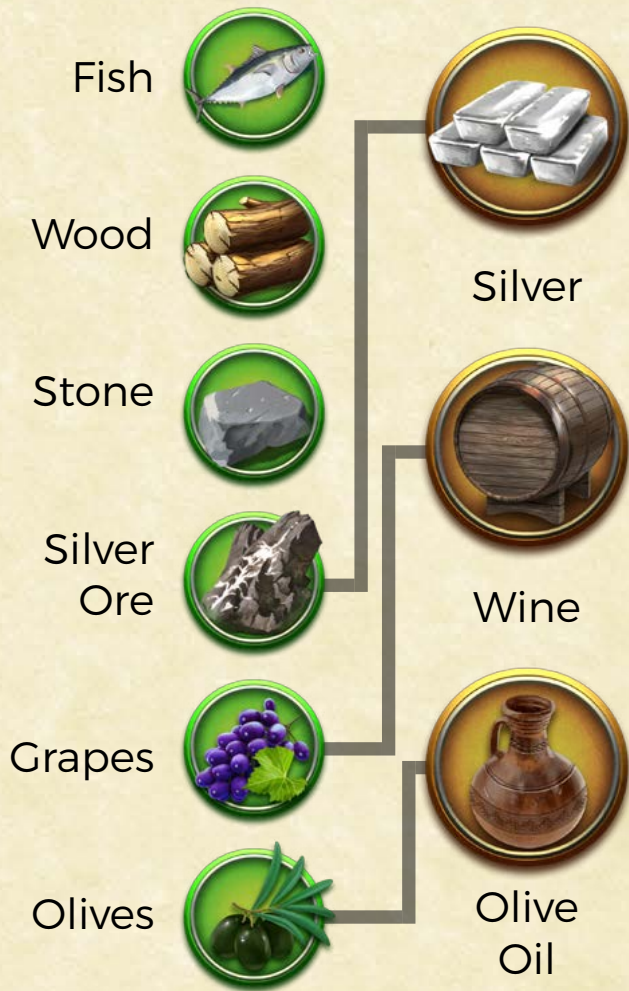 Fish
Wood
Stone
Silver
Ore
Grapes
Olives
Silver
Wine
Olive
Oil